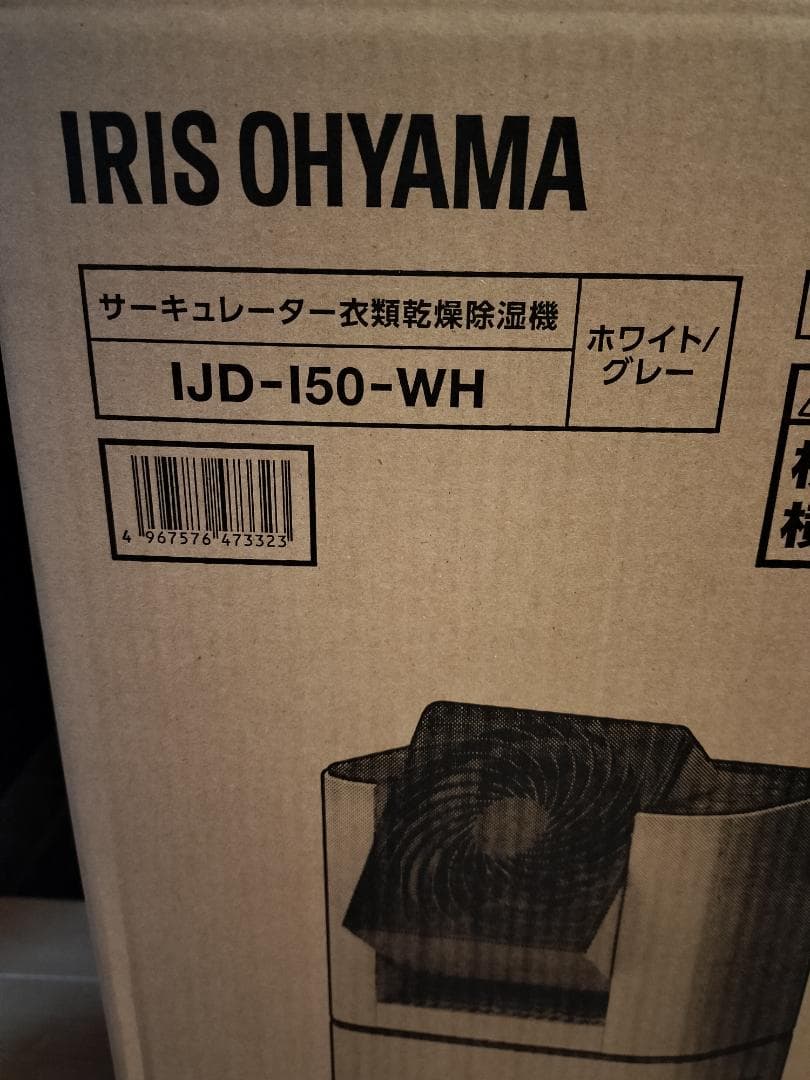 IRIS OHYAMA
サーキュレーター衣類乾燥除湿機
IJD-I50-WH
ホワイト/
グレー
4 967576 473323